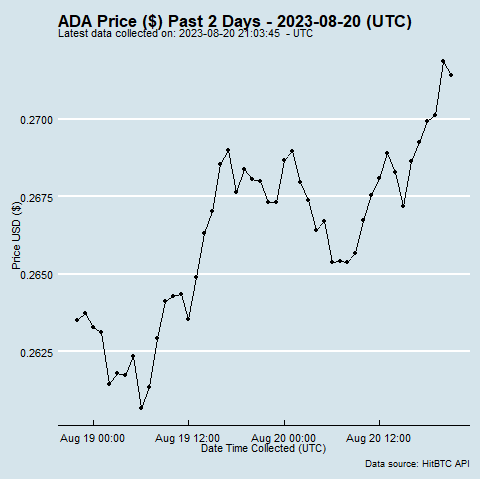 ADA Price ($) Past 2 Days - 2023-08-20 (UTC)
Latest data collected on: 2023-08-20 21:03:45  - UTC
0.2700
0.2675
0.2650
0.2625
Price USD ($)
Aug 19 00:00
Aug 19 12:00
Aug 20 00:00
Aug 20 12:00
Date Time Collected (UTC)
Data source: HitBTC API